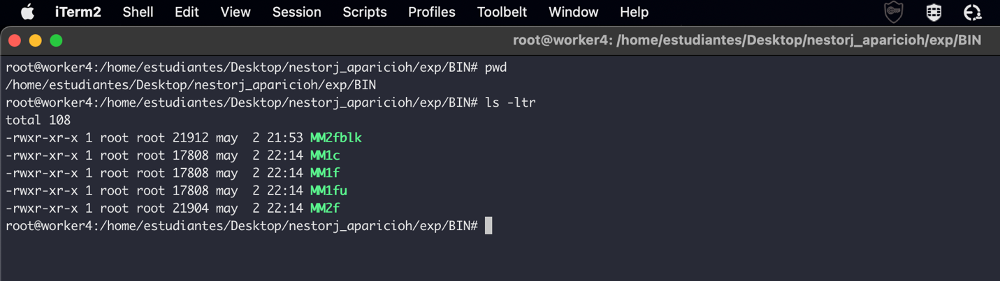 iTerm2 Shell Edit View Session Scripts Profiles Toolbelt Window Help
root@worker4: /home/estudiantes/Desktop/nestorj_aparicioh/exp/BIN
root@worker4:/home/estudiantes/Desktop/nestorj_aparicioh/exp/BIN# pwd
/home/estudiantes/Desktop/nestorj_aparicioh/exp/BIN
root@worker4:/home/estudiantes/Desktop/nestorj_aparicioh/exp/BIN# ls -ltr
total 108
-rwxr-xr-x 1 root root 21912 may  2 21:53 MM2fblk
-rwxr-xr-x 1 root root 17808 may  2 22:14 MM1c
-rwxr-xr-x 1 root root 17808 may  2 22:14 MM1f
-rwxr-xr-x 1 root root 17808 may  2 22:14 MM1fu
-rwxr-xr-x 1 root root 21904 may  2 22:14 MM2f
root@worker4:/home/estudiantes/Desktop/nestorj_aparicioh/exp/BIN#